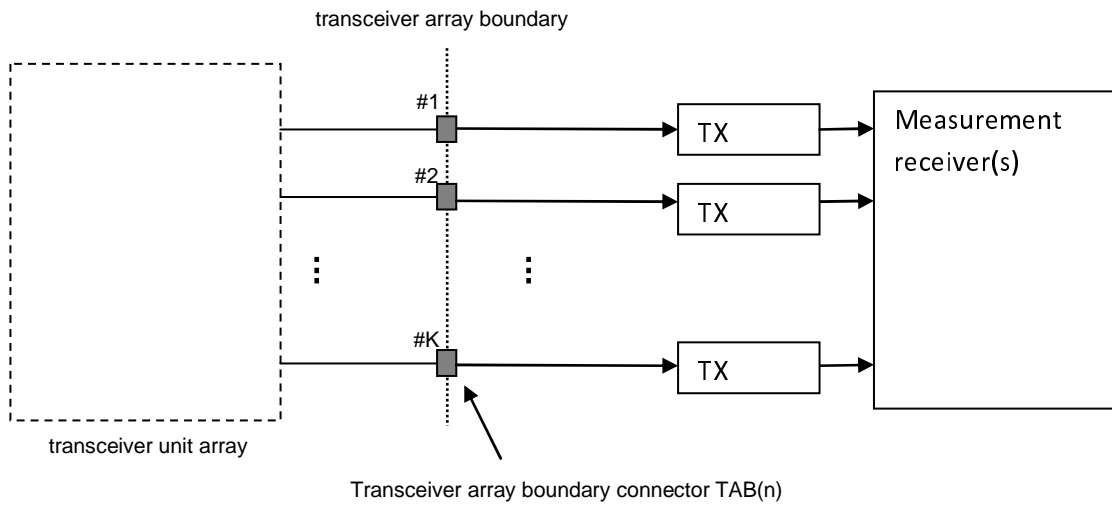 transceiver array boundary
#1
TX
Measurement
receiver(s)
#2
TX
#K
TX
transceiver unit array
Transceiver array boundary connector TAB(n)